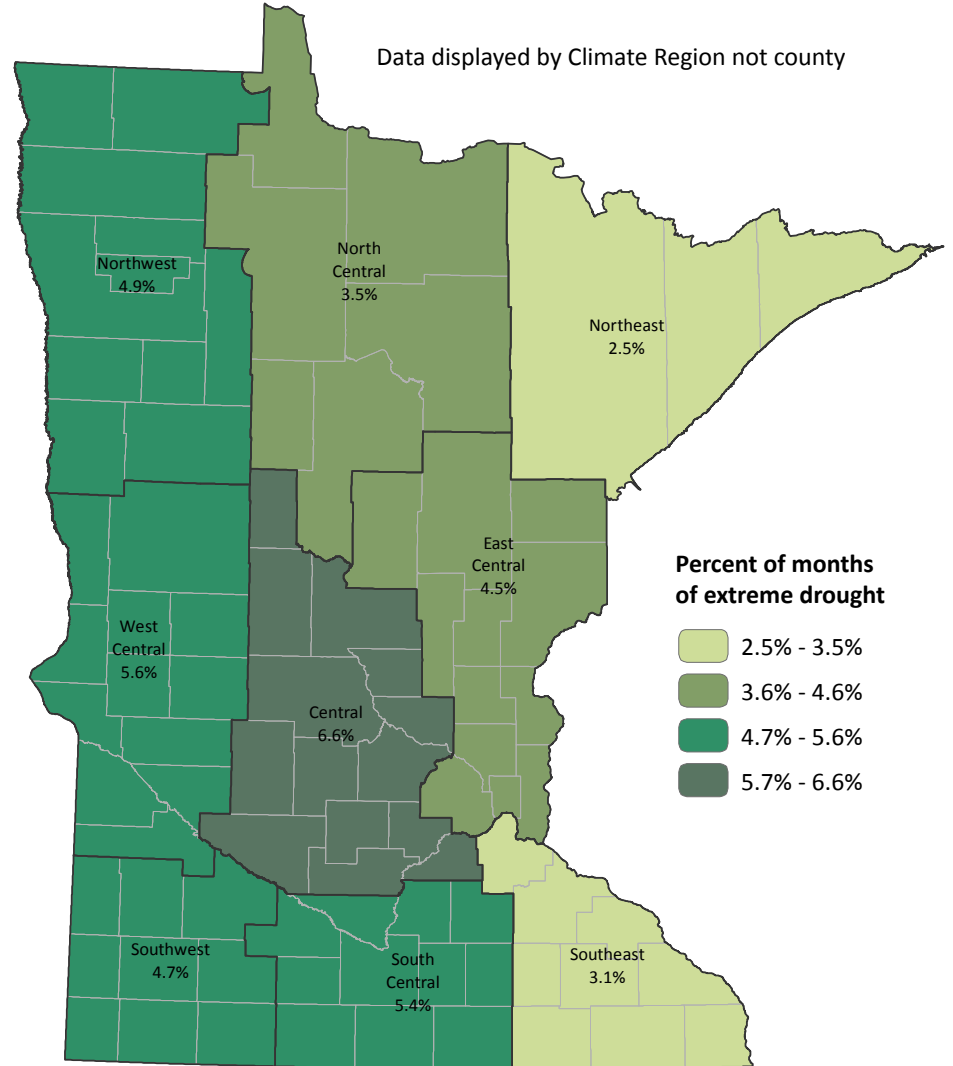 Data displayed by Climate Region not county
North
Central
3.5%
Northwest
4.9%
Northeast
2.5%
East
Central
4.5%
Percent of months
of extreme drought
2.5% - 3.5%
3.6% - 4.6%
4.7% - 5.6%
5.7% - 6.6%
West
Central
5.6%
Central
6.6%
Southwest
4.7%
South
Central
5.4%
Southeast
3.1%